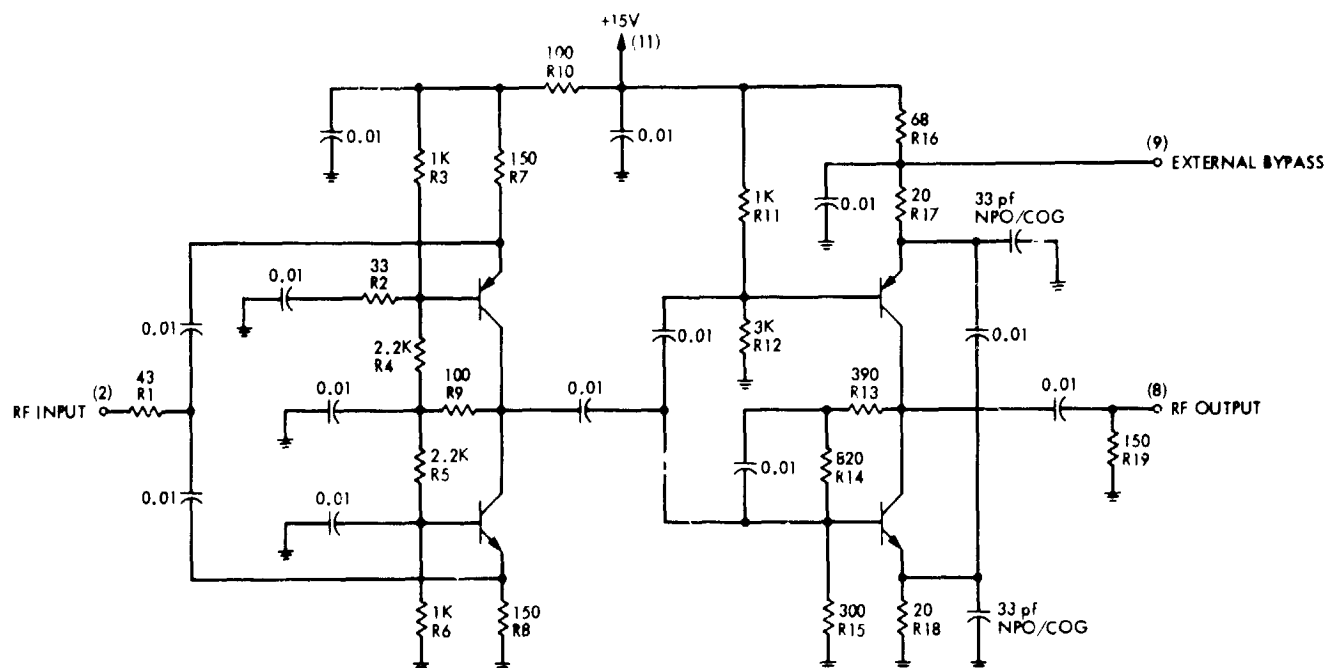 +15V
(11)
100
R10
0.01
1K
R3
150
R7
0.01
68
R16
(9)
EXTERNAL BYPASS
1K
R11
0.01
20
R17
33 pf
NPO/COG
0.01
33
R2
0.01
2.2K
R4
0.01
3K
R12
0.01
43
R1
(2)
RF INPUT
0.01
100
R9
0.01
390
R13
0.01
(8)
RF OUTPUT
2.2K
R5
0.01
820
R14
150
R19
0.01
0.01
1K
R6
150
R8
300
R15
20
R18
33 pf
NPO/COG